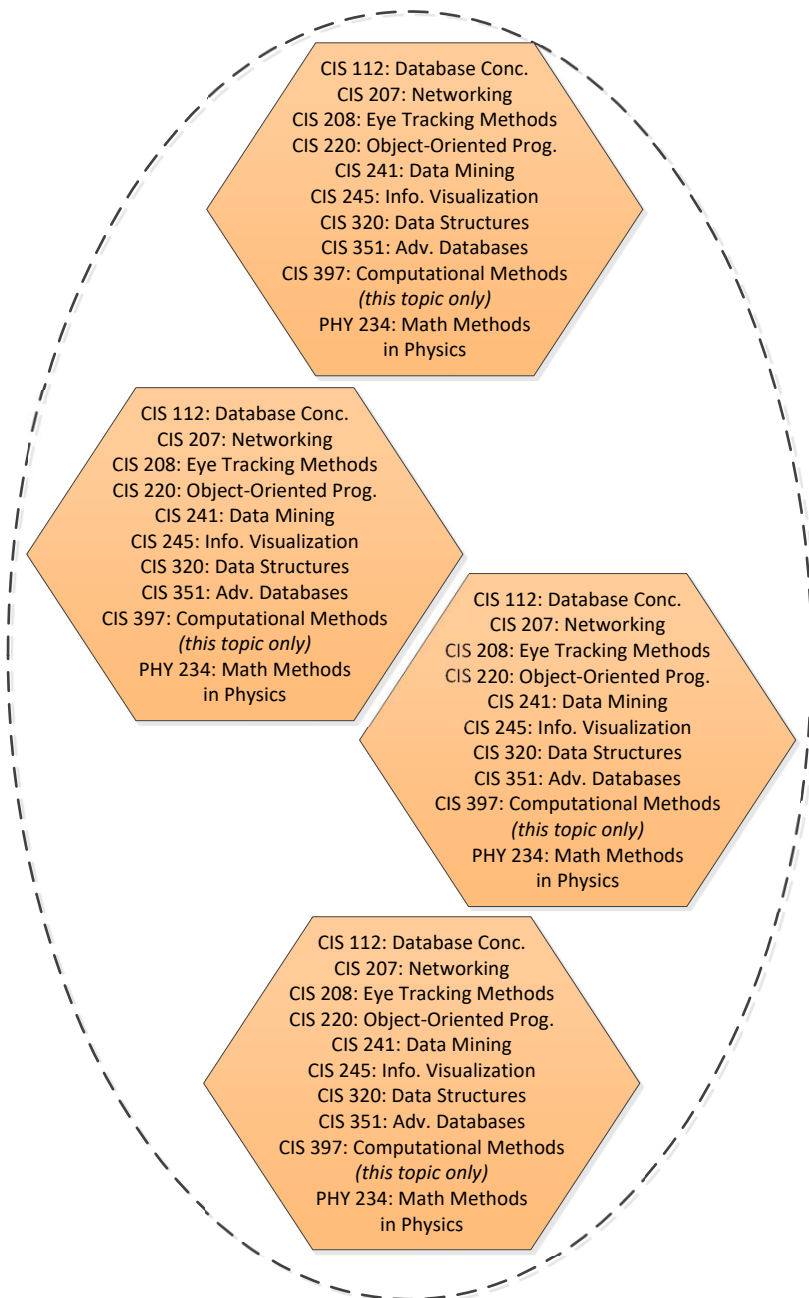 CIS 112: Database Conc.
CIS 207: Networking
CIS 208: Eye Tracking Methods
CIS 220: Object-Oriented Prog.
CIS 241: Data Mining
CIS 245: Info. Visualization
CIS 320: Data Structures
CIS 351: Adv. Databases
CIS 397: Computational Methods
(this topic only)
PHY 234: Math Methods
in Physics
CIS 112: Database Conc.
CIS 207: Networking
CIS 208: Eye Tracking Methods
CIS 220: Object-Oriented Prog.
CIS 241: Data Mining
CIS 245: Info. Visualization
CIS 320: Data Structures
CIS 351: Adv. Databases
CIS 397: Computational Methods
(this topic only)
PHY 234: Math Methods
in Physics
CIS 112: Database Conc.
CIS 207: Networking
CIS 208: Eye Tracking Methods
CIS 220: Object-Oriented Prog.
CIS 241: Data Mining
CIS 245: Info. Visualization
CIS 320: Data Structures
CIS 351: Adv. Databases
CIS 397: Computational Methods
(this topic only)
PHY 234: Math Methods
in Physics
CIS 112: Database Conc.
CIS 207: Networking
CIS 208: Eye Tracking Methods
CIS 220: Object-Oriented Prog.
CIS 241: Data Mining
CIS 245: Info. Visualization
CIS 320: Data Structures
CIS 351: Adv. Databases
CIS 397: Computational Methods
(this topic only)
PHY 234: Math Methods
in Physics